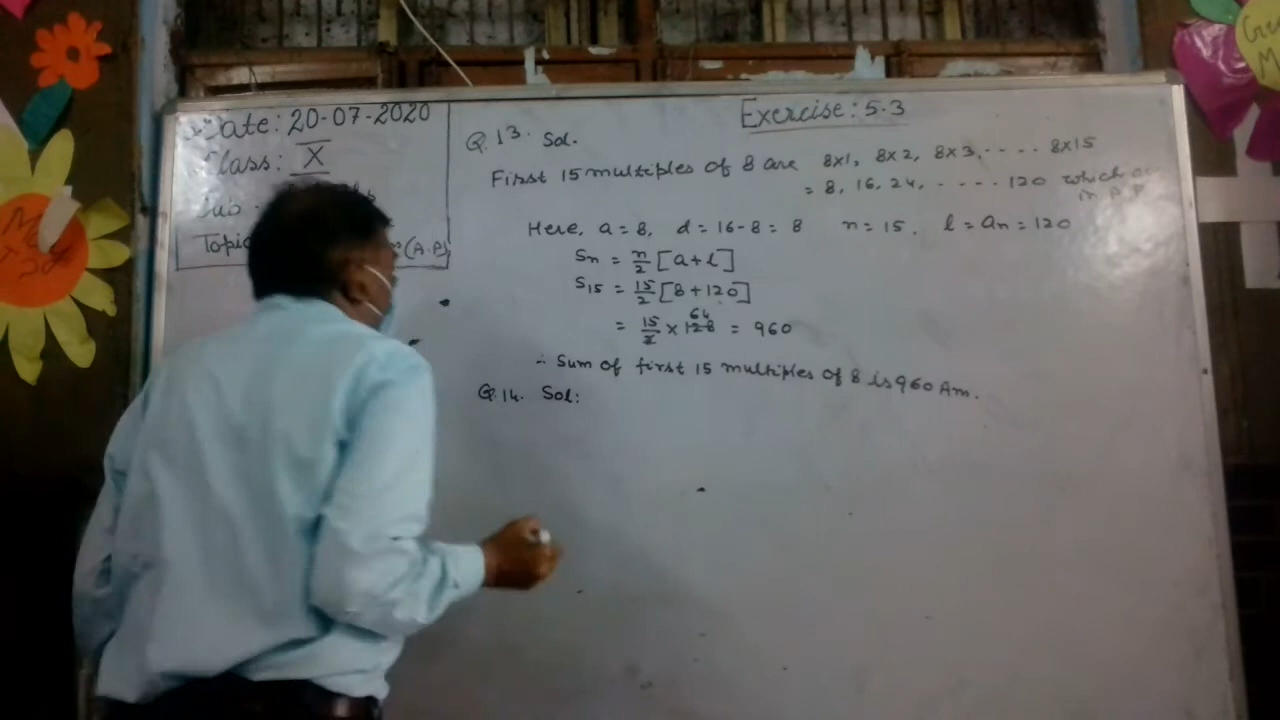 Date: 20-07-2020
Class: X
Topic
(A.P)
Exercise: 5.3
Q.13. Sol.
First 15 multiples of 8 are 8×1, 8×2, 8×3, .... 8×15
= 8, 16, 24, ..... 120 which
in A.P
Here, a = 8, d = 16-8 = 8 n = 15, l = an = 120
Sn = n/2 [a+l]
S15 = 15/2 [8+120]
64
= 15/2 × 128 = 960
∴ Sum of first 15 multiples of 8 is 960 Ans.
Q.14. Sol: